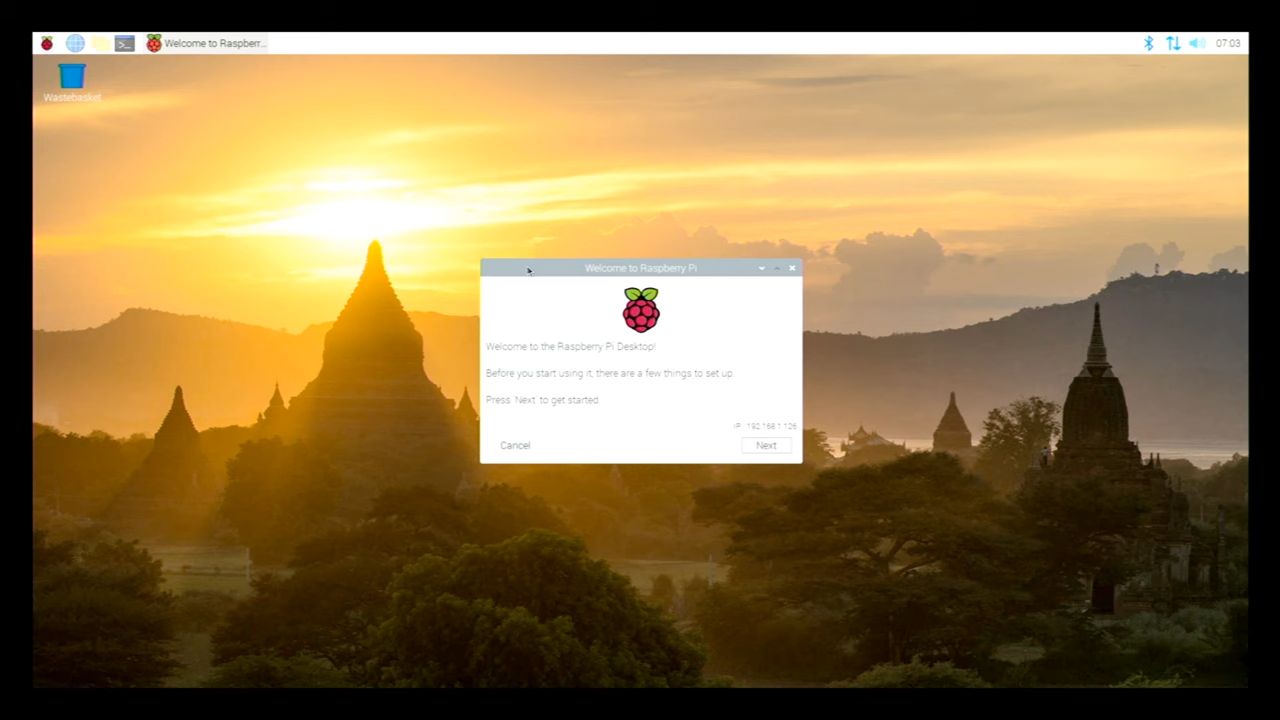 Welcome to Raspberr...
07:03
Wastebasket
Welcome to Raspberry Pi
Welcome to the Raspberry Pi Desktop!
Before you start using it, there are a few things to set up.
Press 'Next' to get started.
IP : 192.168.1.126
Cancel
Next